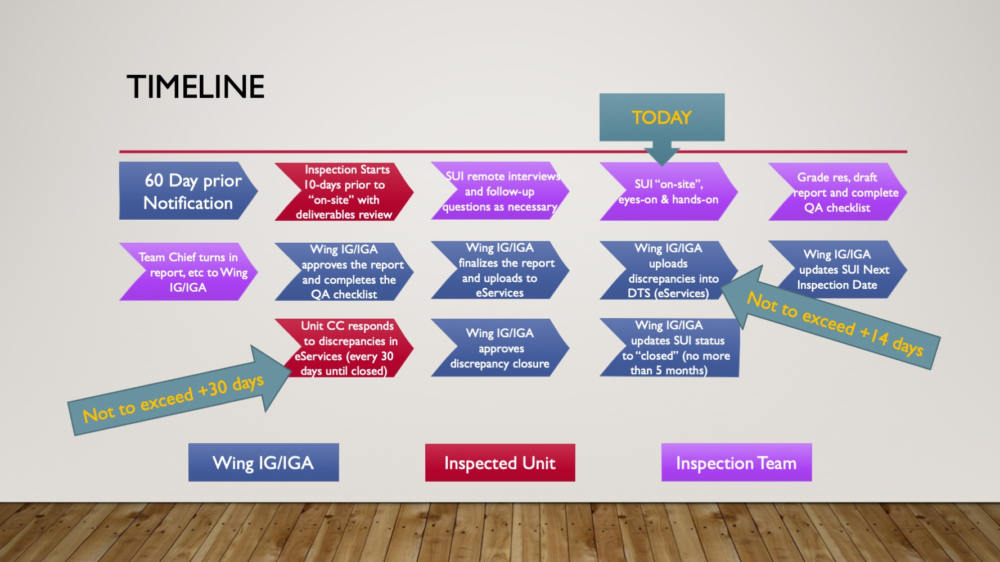 TIMELINE
TODAY
60 Day prior
Notification
Inspection Starts
10-days prior to
“on-site” with
deliverables review
SUI remote interviews
and follow-up
questions as necessary
SUI “on-site”,
eyes-on & hands-on
Grade res, draft
report and complete
QA checklist
Team Chief turns in
report, etc to Wing
IG/IGA
Wing IG/IGA
approves the report
and completes the
QA checklist
Wing IG/IGA
finalizes the report
and uploads to
eServices
Wing IG/IGA
uploads
discrepancies into
DTS (eServices)
Wing IG/IGA
updates SUI Next
Inspection Date
Not to exceed +14 days
Unit CC responds
to discrepancies in
eServices (every 30
days until closed)
Wing IG/IGA
approves
discrepancy closure
Wing IG/IGA
updates SUI status
to “closed” (no more
than 5 months)
Not to exceed +30 days
Wing IG/IGA
Inspected Unit
Inspection Team